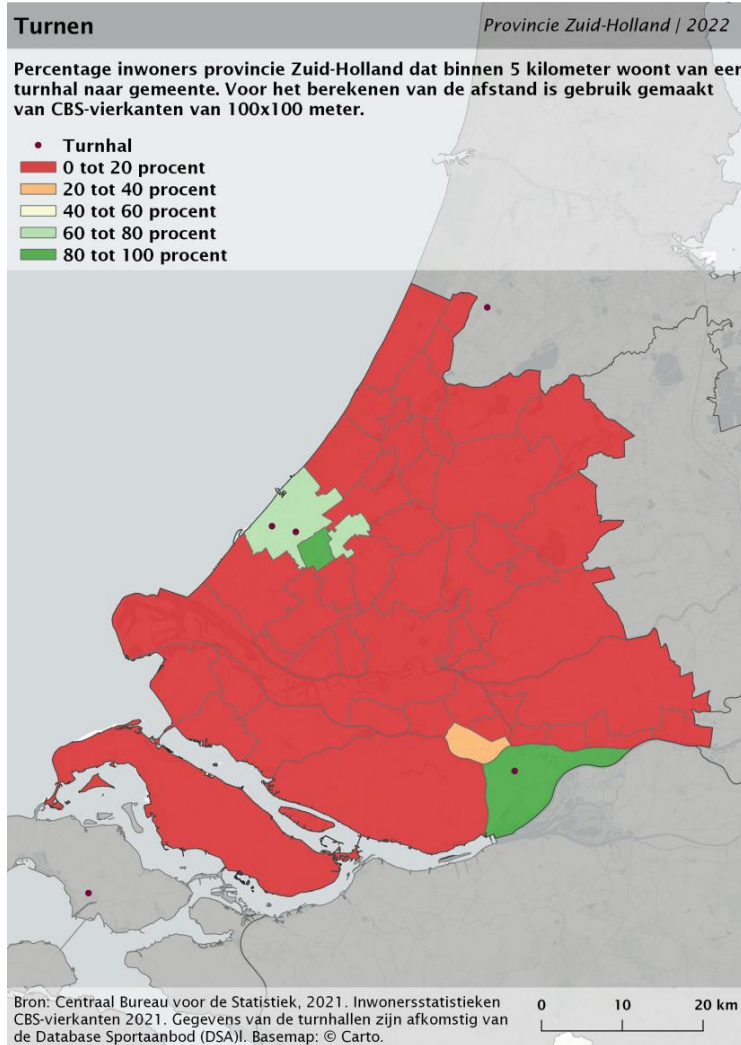 Turnen
Provincie Zuid-Holland | 2022
Percentage inwoners provincie Zuid-Holland dat binnen 5 kilometer woont van een
turnhal naar gemeente. Voor het berekenen van de afstand is gebruik gemaakt
van CBS-vierkanten van 100x100 meter.
Turnhal
0 tot 20 procent
20 tot 40 procent
40 tot 60 procent
60 tot 80 procent
80 tot 100 procent
Bron: Centraal Bureau voor de Statistiek, 2021. Inwonersstatistieken
CBS-vierkanten 2021. Gegevens van de turnhallen zijn afkomstig van
de Database Sportaanbod (DSA)l. Basemap: © Carto.
0 10 20 km